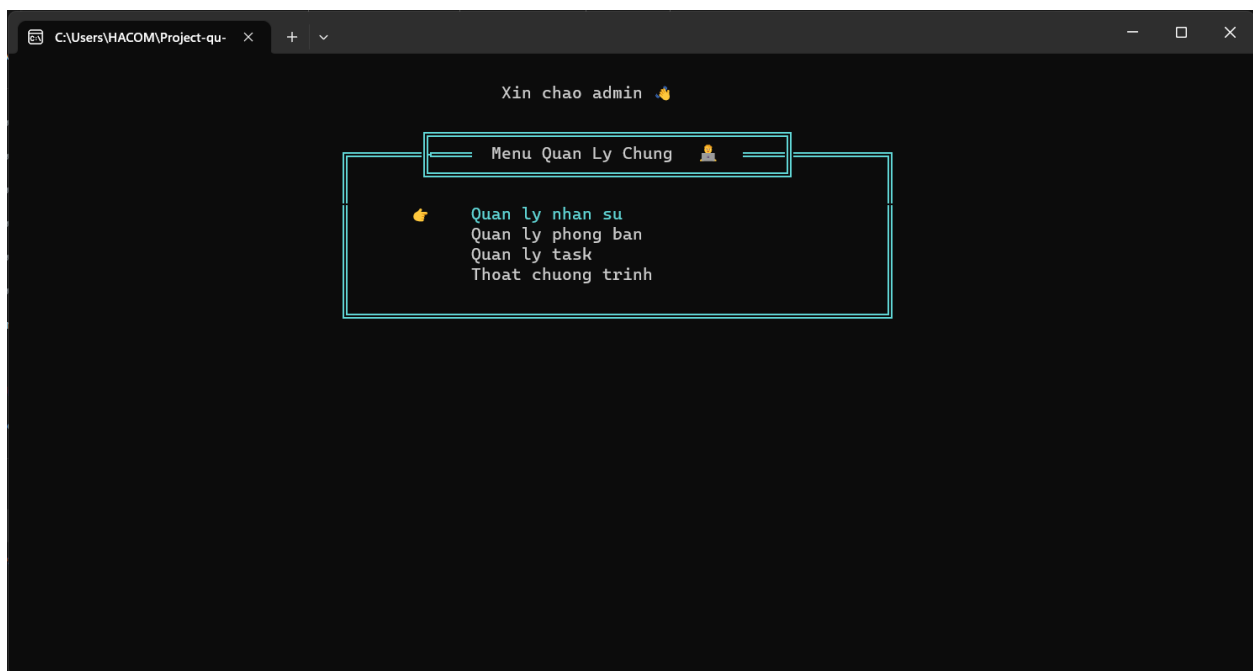 C:\Users\HACOM\Project-qu-
Xin chao admin 👋
Menu Quan Ly Chung 🧑‍💻
👉 Quan ly nhan su
Quan ly phong ban
Quan ly task
Thoat chuong trinh